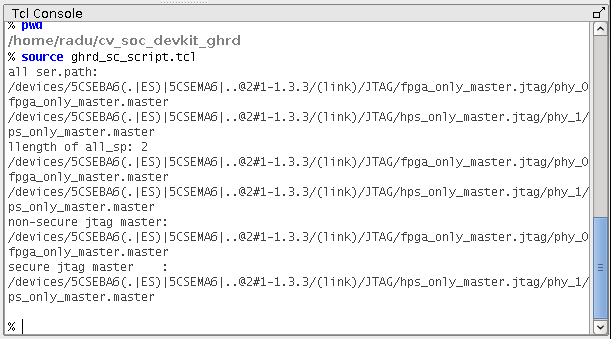 Tcl Console
% pwd
/home/radu/cv_soc_devkit_ghrd
% source ghrd_sc_script.tcl
all ser.path:
/devices/5CSEBA6(.|ES)|5CSEMA6|..@2#1-1.3.3/(link)/JTAG/fpga_only_master.jtag/phy_0
fpga_only_master.master
/devices/5CSEBA6(.|ES)|5CSEMA6|..@2#1-1.3.3/(link)/JTAG/hps_only_master.jtag/phy_1/
ps_only_master.master
llength of all_sp: 2
/devices/5CSEBA6(.|ES)|5CSEMA6|..@2#1-1.3.3/(link)/JTAG/fpga_only_master.jtag/phy_0
fpga_only_master.master
/devices/5CSEBA6(.|ES)|5CSEMA6|..@2#1-1.3.3/(link)/JTAG/hps_only_master.jtag/phy_1/
ps_only_master.master
non-secure jtag master:
/devices/5CSEBA6(.|ES)|5CSEMA6|..@2#1-1.3.3/(link)/JTAG/fpga_only_master.jtag/phy_0
fpga_only_master.master
secure jtag master   :
/devices/5CSEBA6(.|ES)|5CSEMA6|..@2#1-1.3.3/(link)/JTAG/hps_only_master.jtag/phy_1/
ps_only_master.master
%